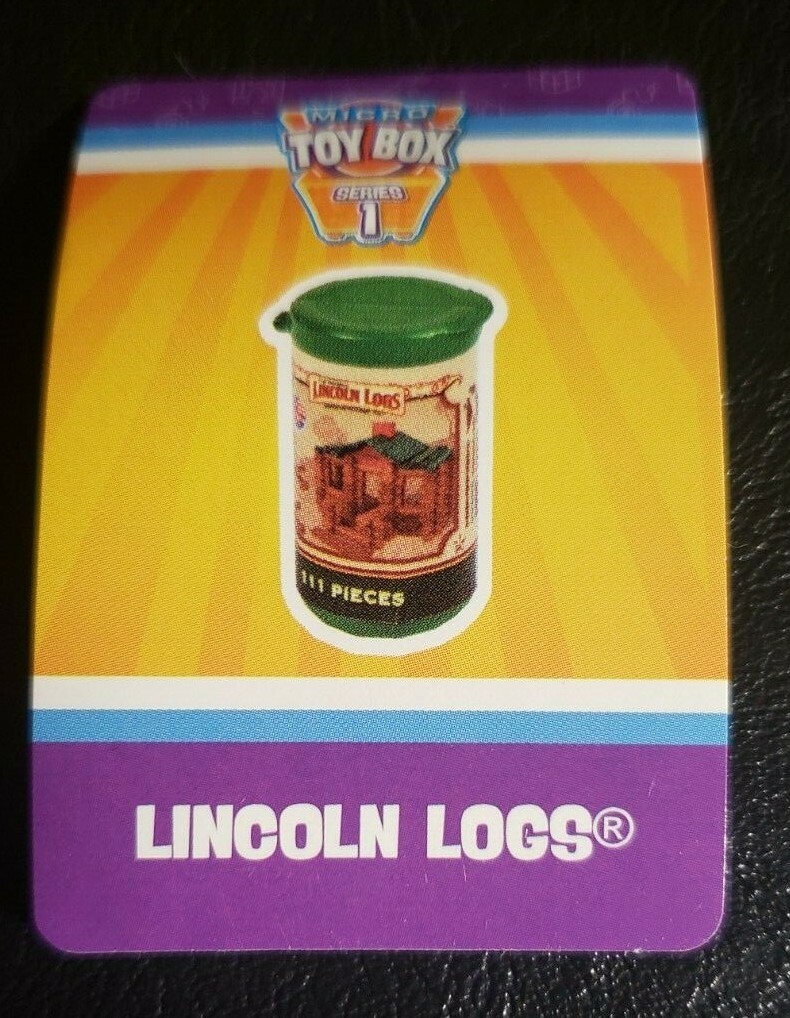 MICRO
TOY BOX
SERIES
1
LINCOLN LOGS
111 PIECES
LINCOLN LOGS®